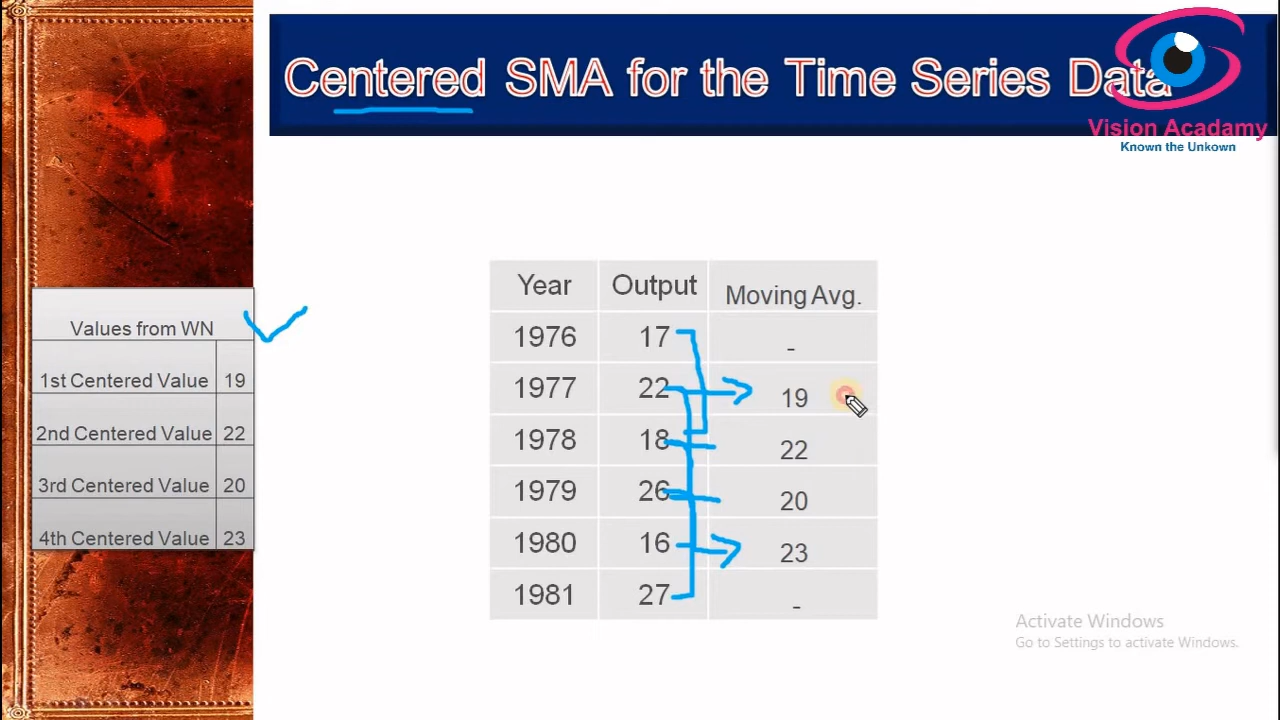 Centered SMA for the Time Series Data
Vision Acadamy
Known the Unkown
Values from WN
1st Centered Value 19
2nd Centered Value 22
3rd Centered Value 20
4th Centered Value 23
Year Output Moving Avg.
1976 17 -
1977 22 19
1978 18 22
1979 26 20
1980 16 23
1981 27 -
Activate Windows
Go to Settings to activate Windows.